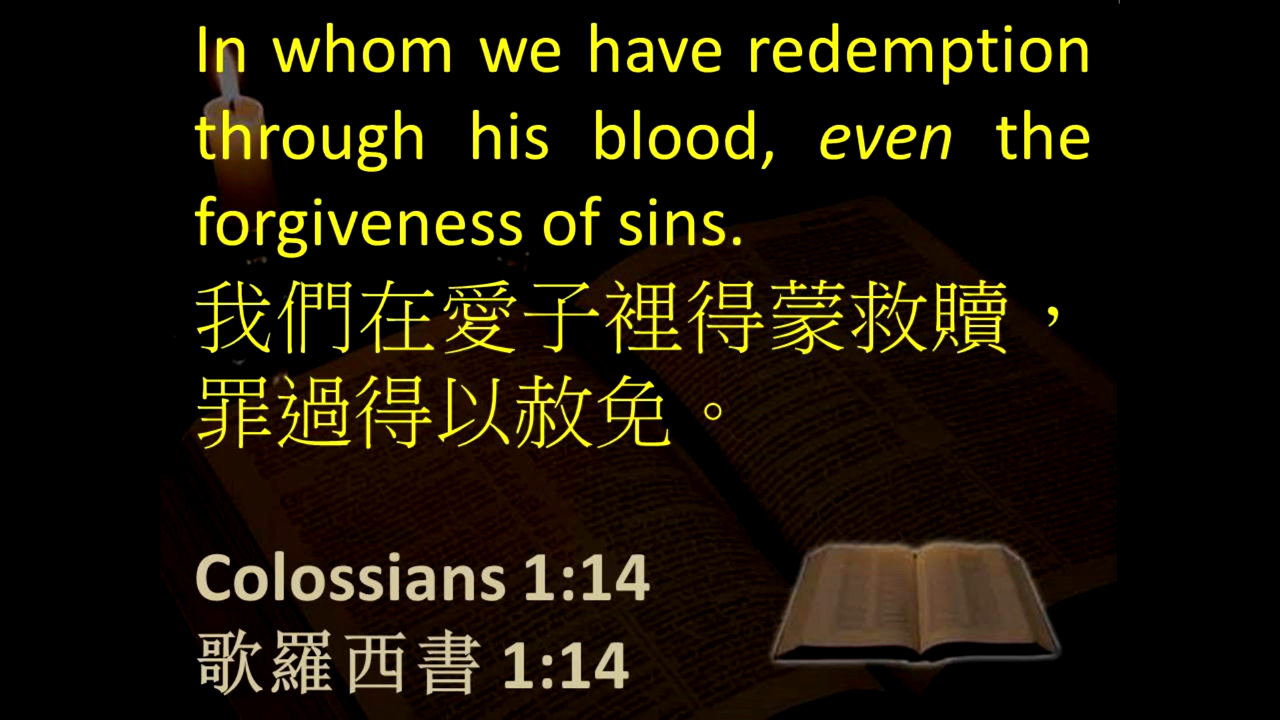 In whom we have redemption
through his blood, even the
forgiveness of sins.
我們在愛子裡得蒙救贖，
罪過得以赦免。
Colossians 1:14
歌羅西書 1:14